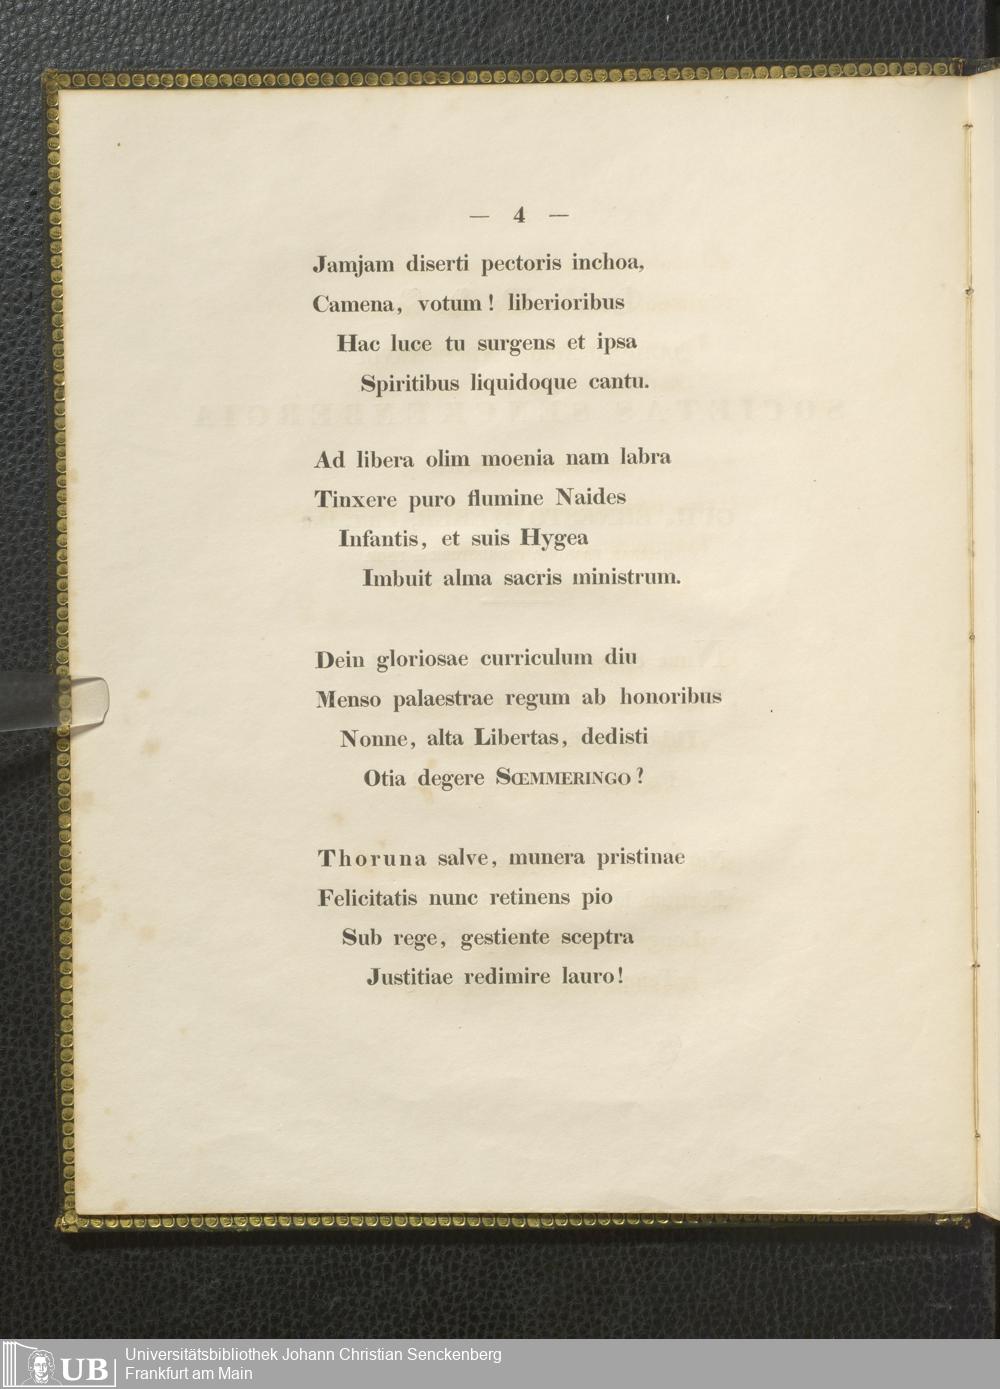 — 4 —
Jamjam diserti pectoris inchoa,
Camena, votum! liberioribus
Hac luce tu surgens et ipsa
Spiritibus liquidoque cantu.
Ad libera olim moenia nam labra
Tinxere puro flumine Naides
Infantis, et suis Hygea
Imbuit alma sacris ministrum.
Dein gloriosae curriculum diu
Menso palaestrae regum ab honoribus
Nonne, alta Libertas, dedisti
Otia degere SŒMMERINGO?
Thoruna salve, munera pristinae
Felicitatis nunc retinens pio
Sub rege, gestiente sceptra
Justitiae redimire lauro!
UB
Universitätsbibliothek Johann Christian Senckenberg
Frankfurt am Main